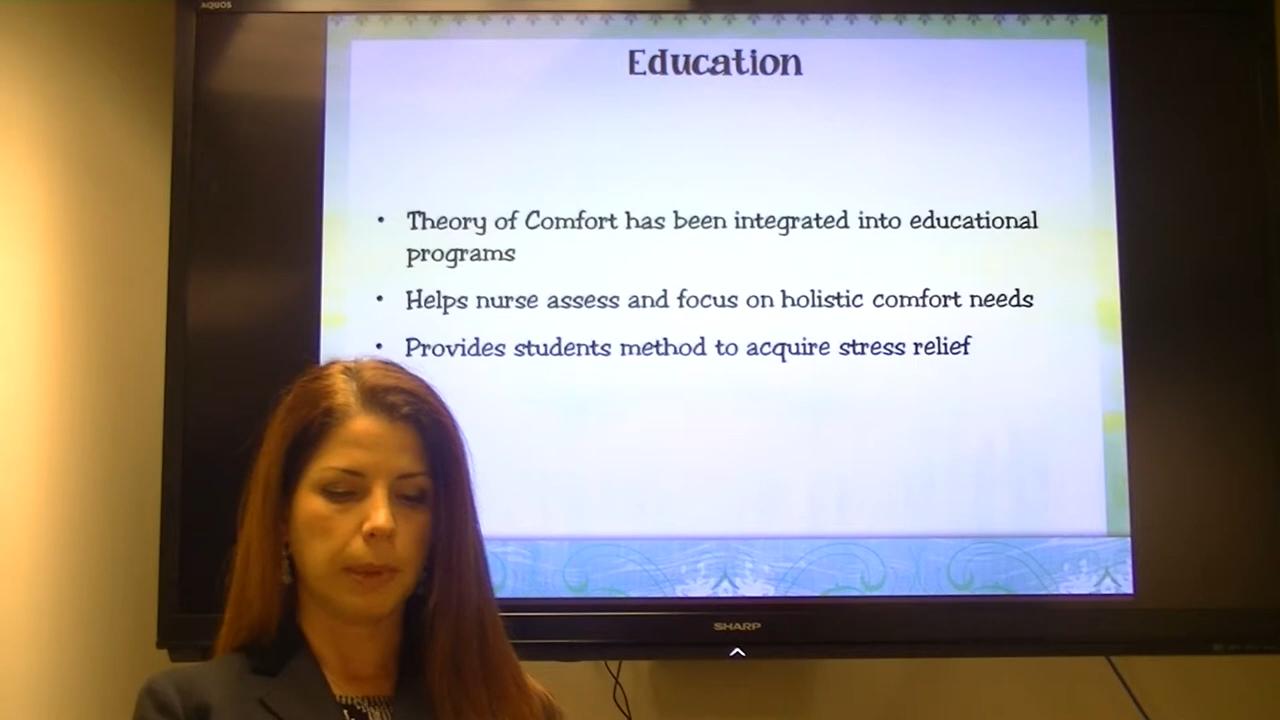 AQUOS
Education
• Theory of Comfort has been integrated into educational
programs
• Helps nurse assess and focus on holistic comfort needs
• Provides students method to acquire stress relief
SHARP